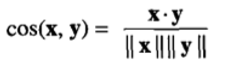 cos(x, y) = x · y / || x || || y ||